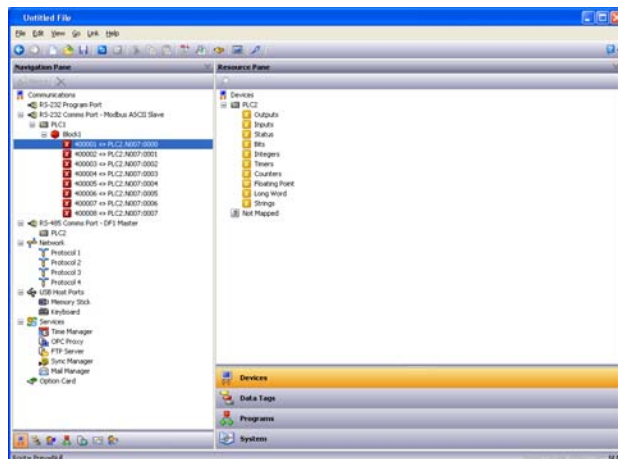 Untitled File
File Edit View Go Link Help
Navigation Pane
Resource Pane
Communications
RS-232 Program Port
RS-232 Comms Port - Modbus ASCII Slave
PLC1
Block1
400001 <> PLC2.N007:0000
400002 <> PLC2.N007:0001
400003 <> PLC2.N007:0002
400004 <> PLC2.N007:0003
400005 <> PLC2.N007:0004
400006 <> PLC2.N007:0005
400007 <> PLC2.N007:0006
400008 <> PLC2.N007:0007
RS-485 Comms Port - DF1 Master
PLC2
Network
Protocol 1
Protocol 2
Protocol 3
Protocol 4
USB Host Ports
Memory Stick
Keyboard
Services
Time Manager
OPC Proxy
FTP Server
Sync Manager
Mail Manager
Option Card
Devices
PLC2
Outputs
Inputs
Status
Bits
Integers
Timers
Counters
Floating Point
Long Word
Strings
Not Mapped
Devices
Data Tags
Programs
System